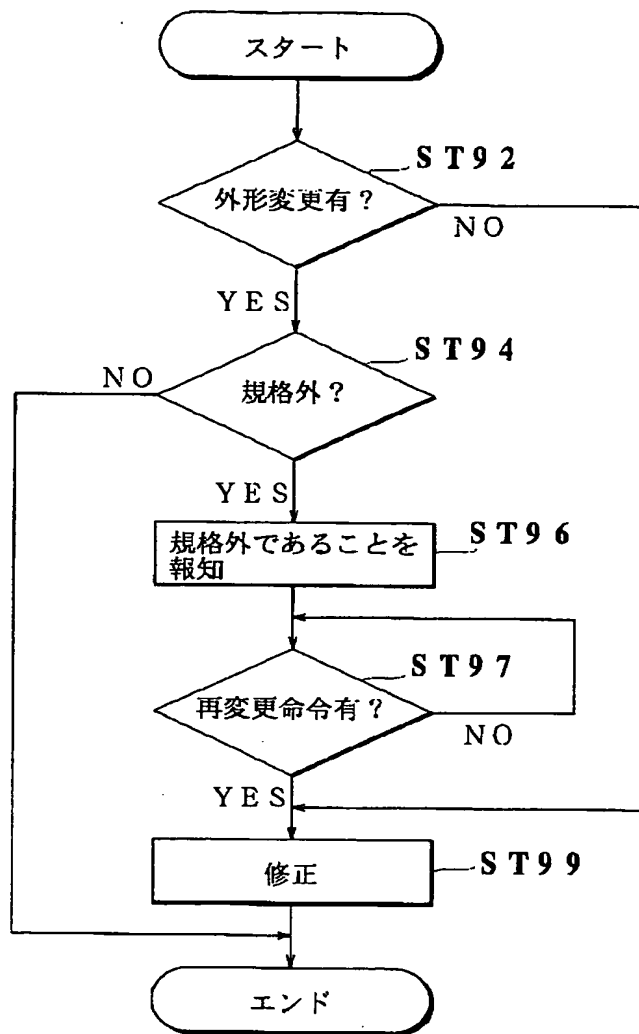 スタート
ST92
外形変更有?
NO
YES
ST94
NO
規格外?
YES
規格外であることを
報知
ST96
ST97
再変更命令有?
NO
YES
修正
ST99
エンド